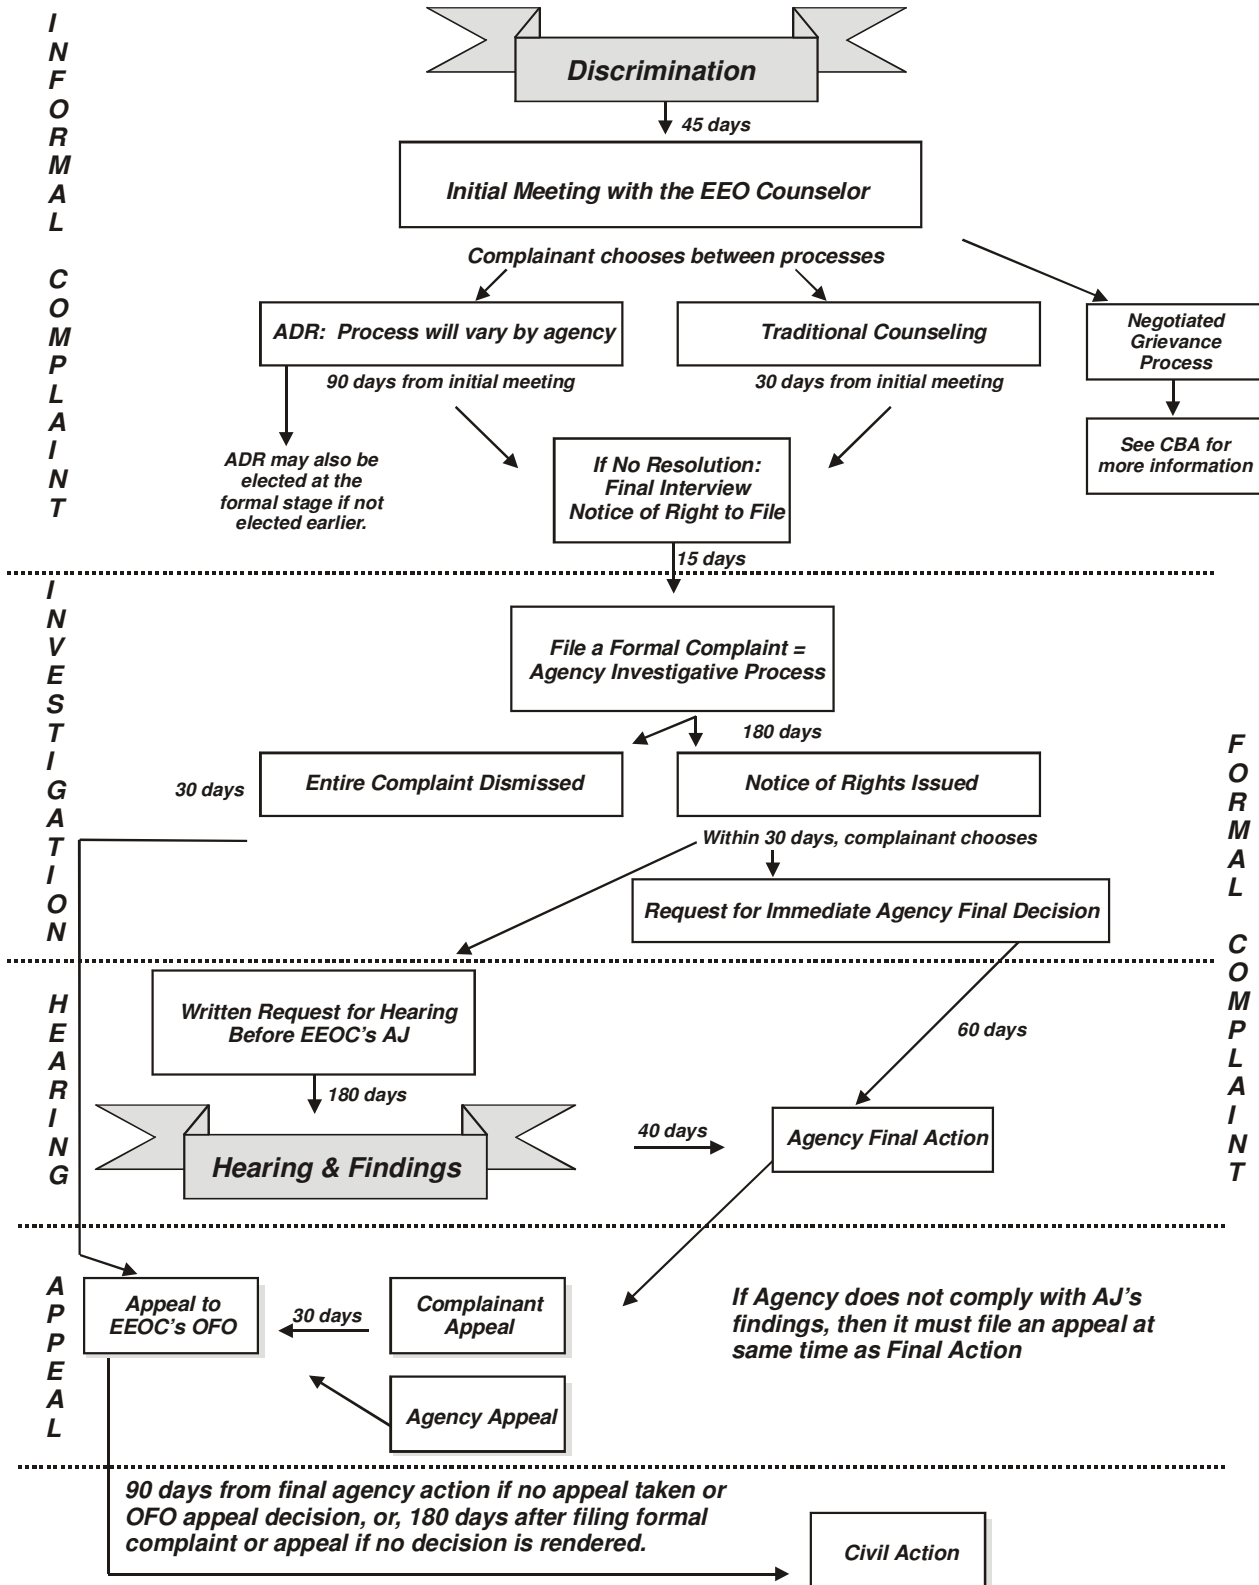 INFORMAL COMPLAINT
Discrimination
45 days
Initial Meeting with the EEO Counselor
Complainant chooses between processes
ADR: Process will vary by agency
Traditional Counseling
Negotiated
Grievance
Process
90 days from initial meeting
30 days from initial meeting
ADR may also be
elected at the
formal stage if not
elected earlier.
If No Resolution:
Final Interview
Notice of Right to File
See CBA for
more information
15 days
INVESTIGATION
File a Formal Complaint =
Agency Investigative Process
180 days
FORMAL COMPLAINT
30 days
Entire Complaint Dismissed
Notice of Rights Issued
Within 30 days, complainant chooses
Request for Immediate Agency Final Decision
HEARING
Written Request for Hearing
Before EEOC's AJ
60 days
180 days
Hearing & Findings
40 days
Agency Final Action
APPEAL
Appeal to
EEOC's OFO
30 days
Complainant
Appeal
If Agency does not comply with AJ's
findings, then it must file an appeal at
same time as Final Action
Agency Appeal
90 days from final agency action if no appeal taken or
OFO appeal decision, or, 180 days after filing formal
complaint or appeal if no decision is rendered.
Civil Action